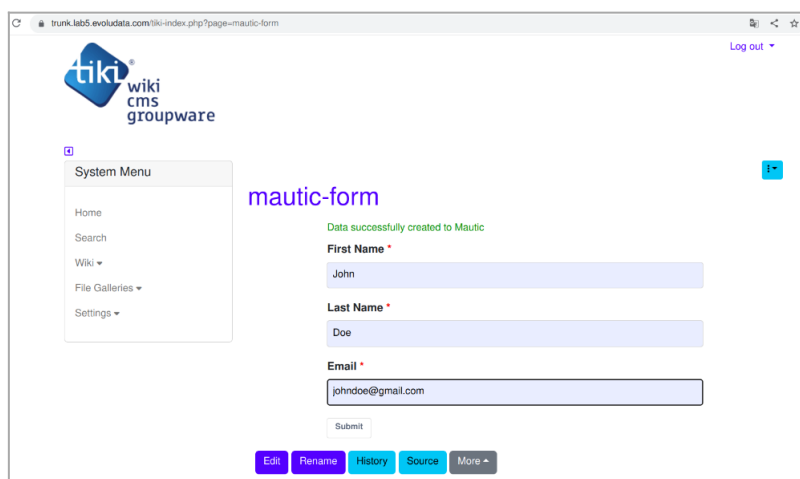 trunk.lab5.evoludata.com/tiki-index.php?page=mautic-form
Log out
tiki®
wiki
cms
groupware
System Menu
Home
Search
Wiki
File Galleries
Settings
mautic-form
Data successfully created to Mautic
First Name *
John
Last Name *
Doe
Email *
johndoe@gmail.com
Submit
Edit Rename History Source More